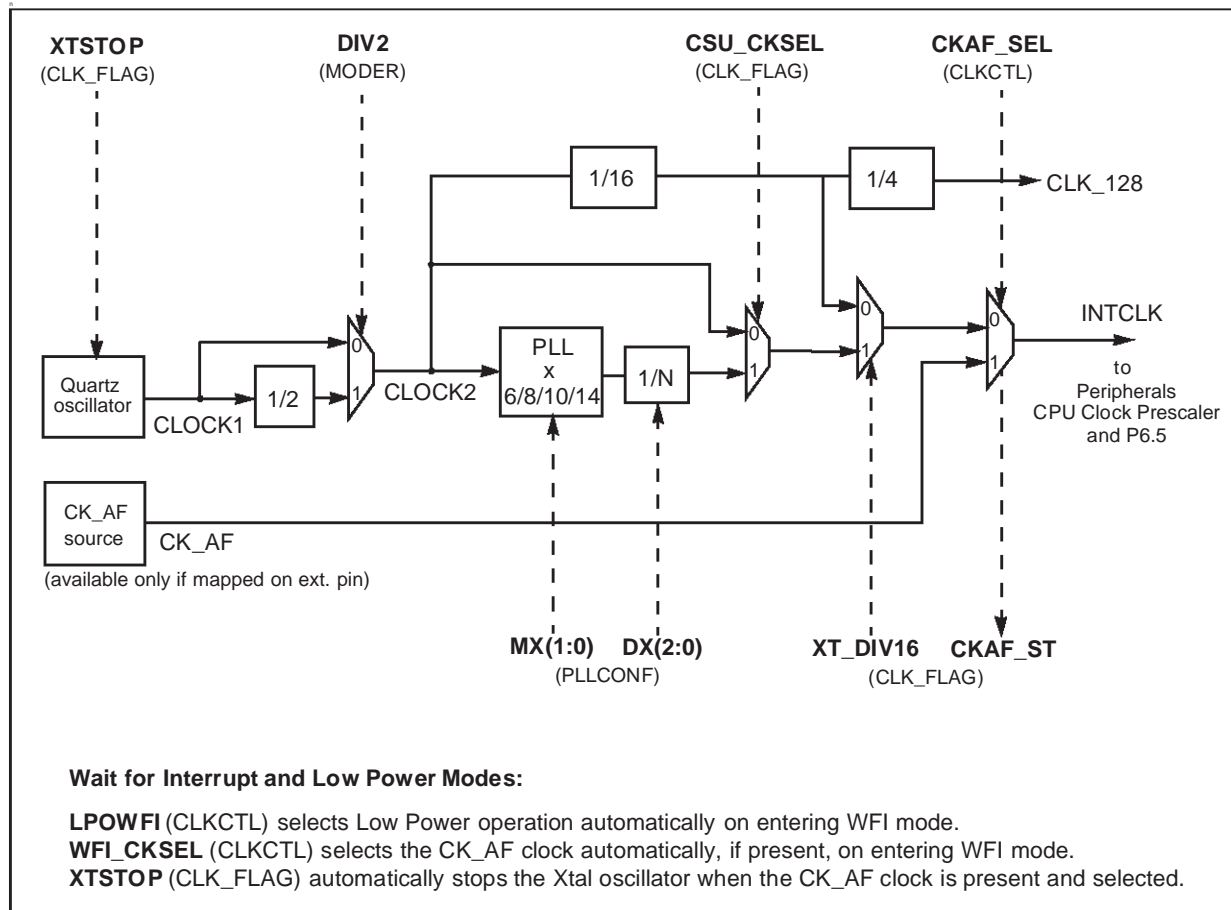 XTSTOP
(CLK_FLAG)
DIV2
(MODER)
CSU_CKSEL
(CLK_FLAG)
CKAF_SEL
(CLKCTL)
1/16
1/4
CLK_128
Quartz
oscillator
CLOCK1
1/2
0
1
CLOCK2
PLL
x
6/8/10/14
1/N
0
1
0
1
0
1
INTCLK
to
Peripherals
CPU Clock Prescaler
and P6.5
CK_AF
source
CK_AF
(available only if mapped on ext. pin)
MX(1:0)
DX(2:0)
(PLLCONF)
XT_DIV16
CKAF_ST
(CLK_FLAG)
Wait for Interrupt and Low Power Modes:
LPOWFI (CLKCTL) selects Low Power operation automatically on entering WFI mode.
WFI_CKSEL (CLKCTL) selects the CK_AF clock automatically, if present, on entering WFI mode.
XTSTOP (CLK_FLAG) automatically stops the Xtal oscillator when the CK_AF clock is present and selected.